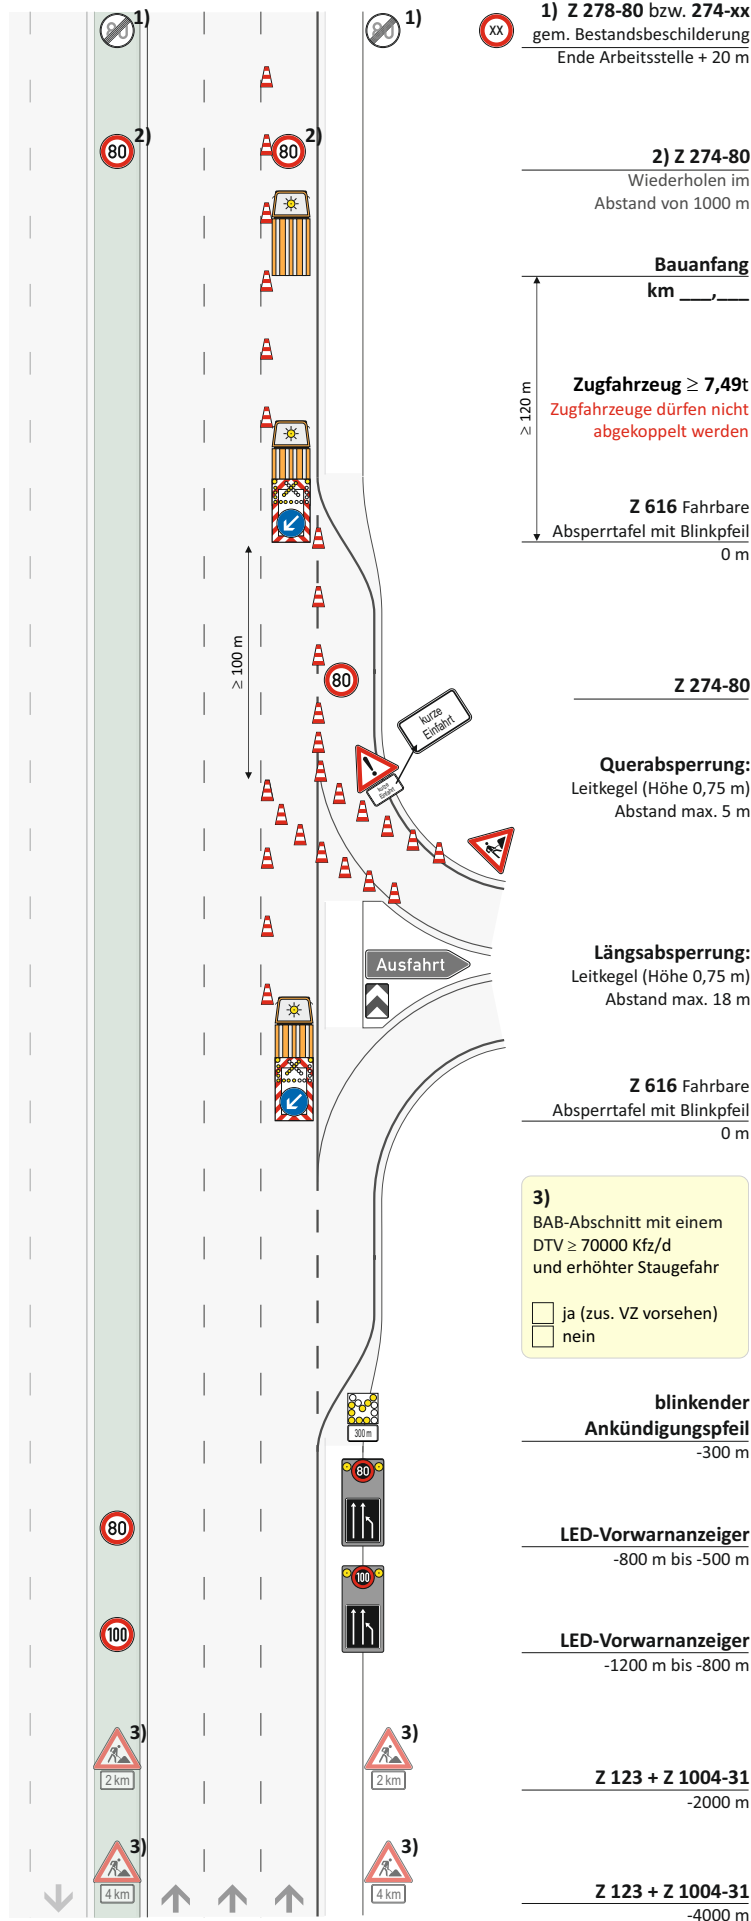 1)
1)
XX
1) Z 278-80 bzw. 274-xx
gem. Bestandsbeschilderung
Ende Arbeitsstelle + 20 m
80
2)
80
2)
2) Z 274-80
Wiederholen im
Abstand von 1000 m
Bauanfang
km ___,___
≥ 120 m
Zugfahrzeug ≥ 7,49t
Zugfahrzeuge dürfen nicht
abgekoppelt werden
Z 616 Fahrbare
Absperrtafel mit Blinkpfeil
0 m
≥ 100 m
80
Z 274-80
kurze
Einfahrt
kurze
Einfahrt
Querabsperrung:
Leitkegel (Höhe 0,75 m)
Abstand max. 5 m
Ausfahrt
Längsabsperrung:
Leitkegel (Höhe 0,75 m)
Abstand max. 18 m
Z 616 Fahrbare
Absperrtafel mit Blinkpfeil
0 m
3)
BAB-Abschnitt mit einem
DTV ≥ 70000 Kfz/d
und erhöhter Staugefahr
ja (zus. VZ vorsehen)
nein
300 m
blinkender
Ankündigungspfeil
-300 m
80
80
LED-Vorwarnanzeiger
-800 m bis -500 m
100
100
LED-Vorwarnanzeiger
-1200 m bis -800 m
3)
2 km
3)
2 km
Z 123 + Z 1004-31
-2000 m
3)
4 km
3)
4 km
Z 123 + Z 1004-31
-4000 m